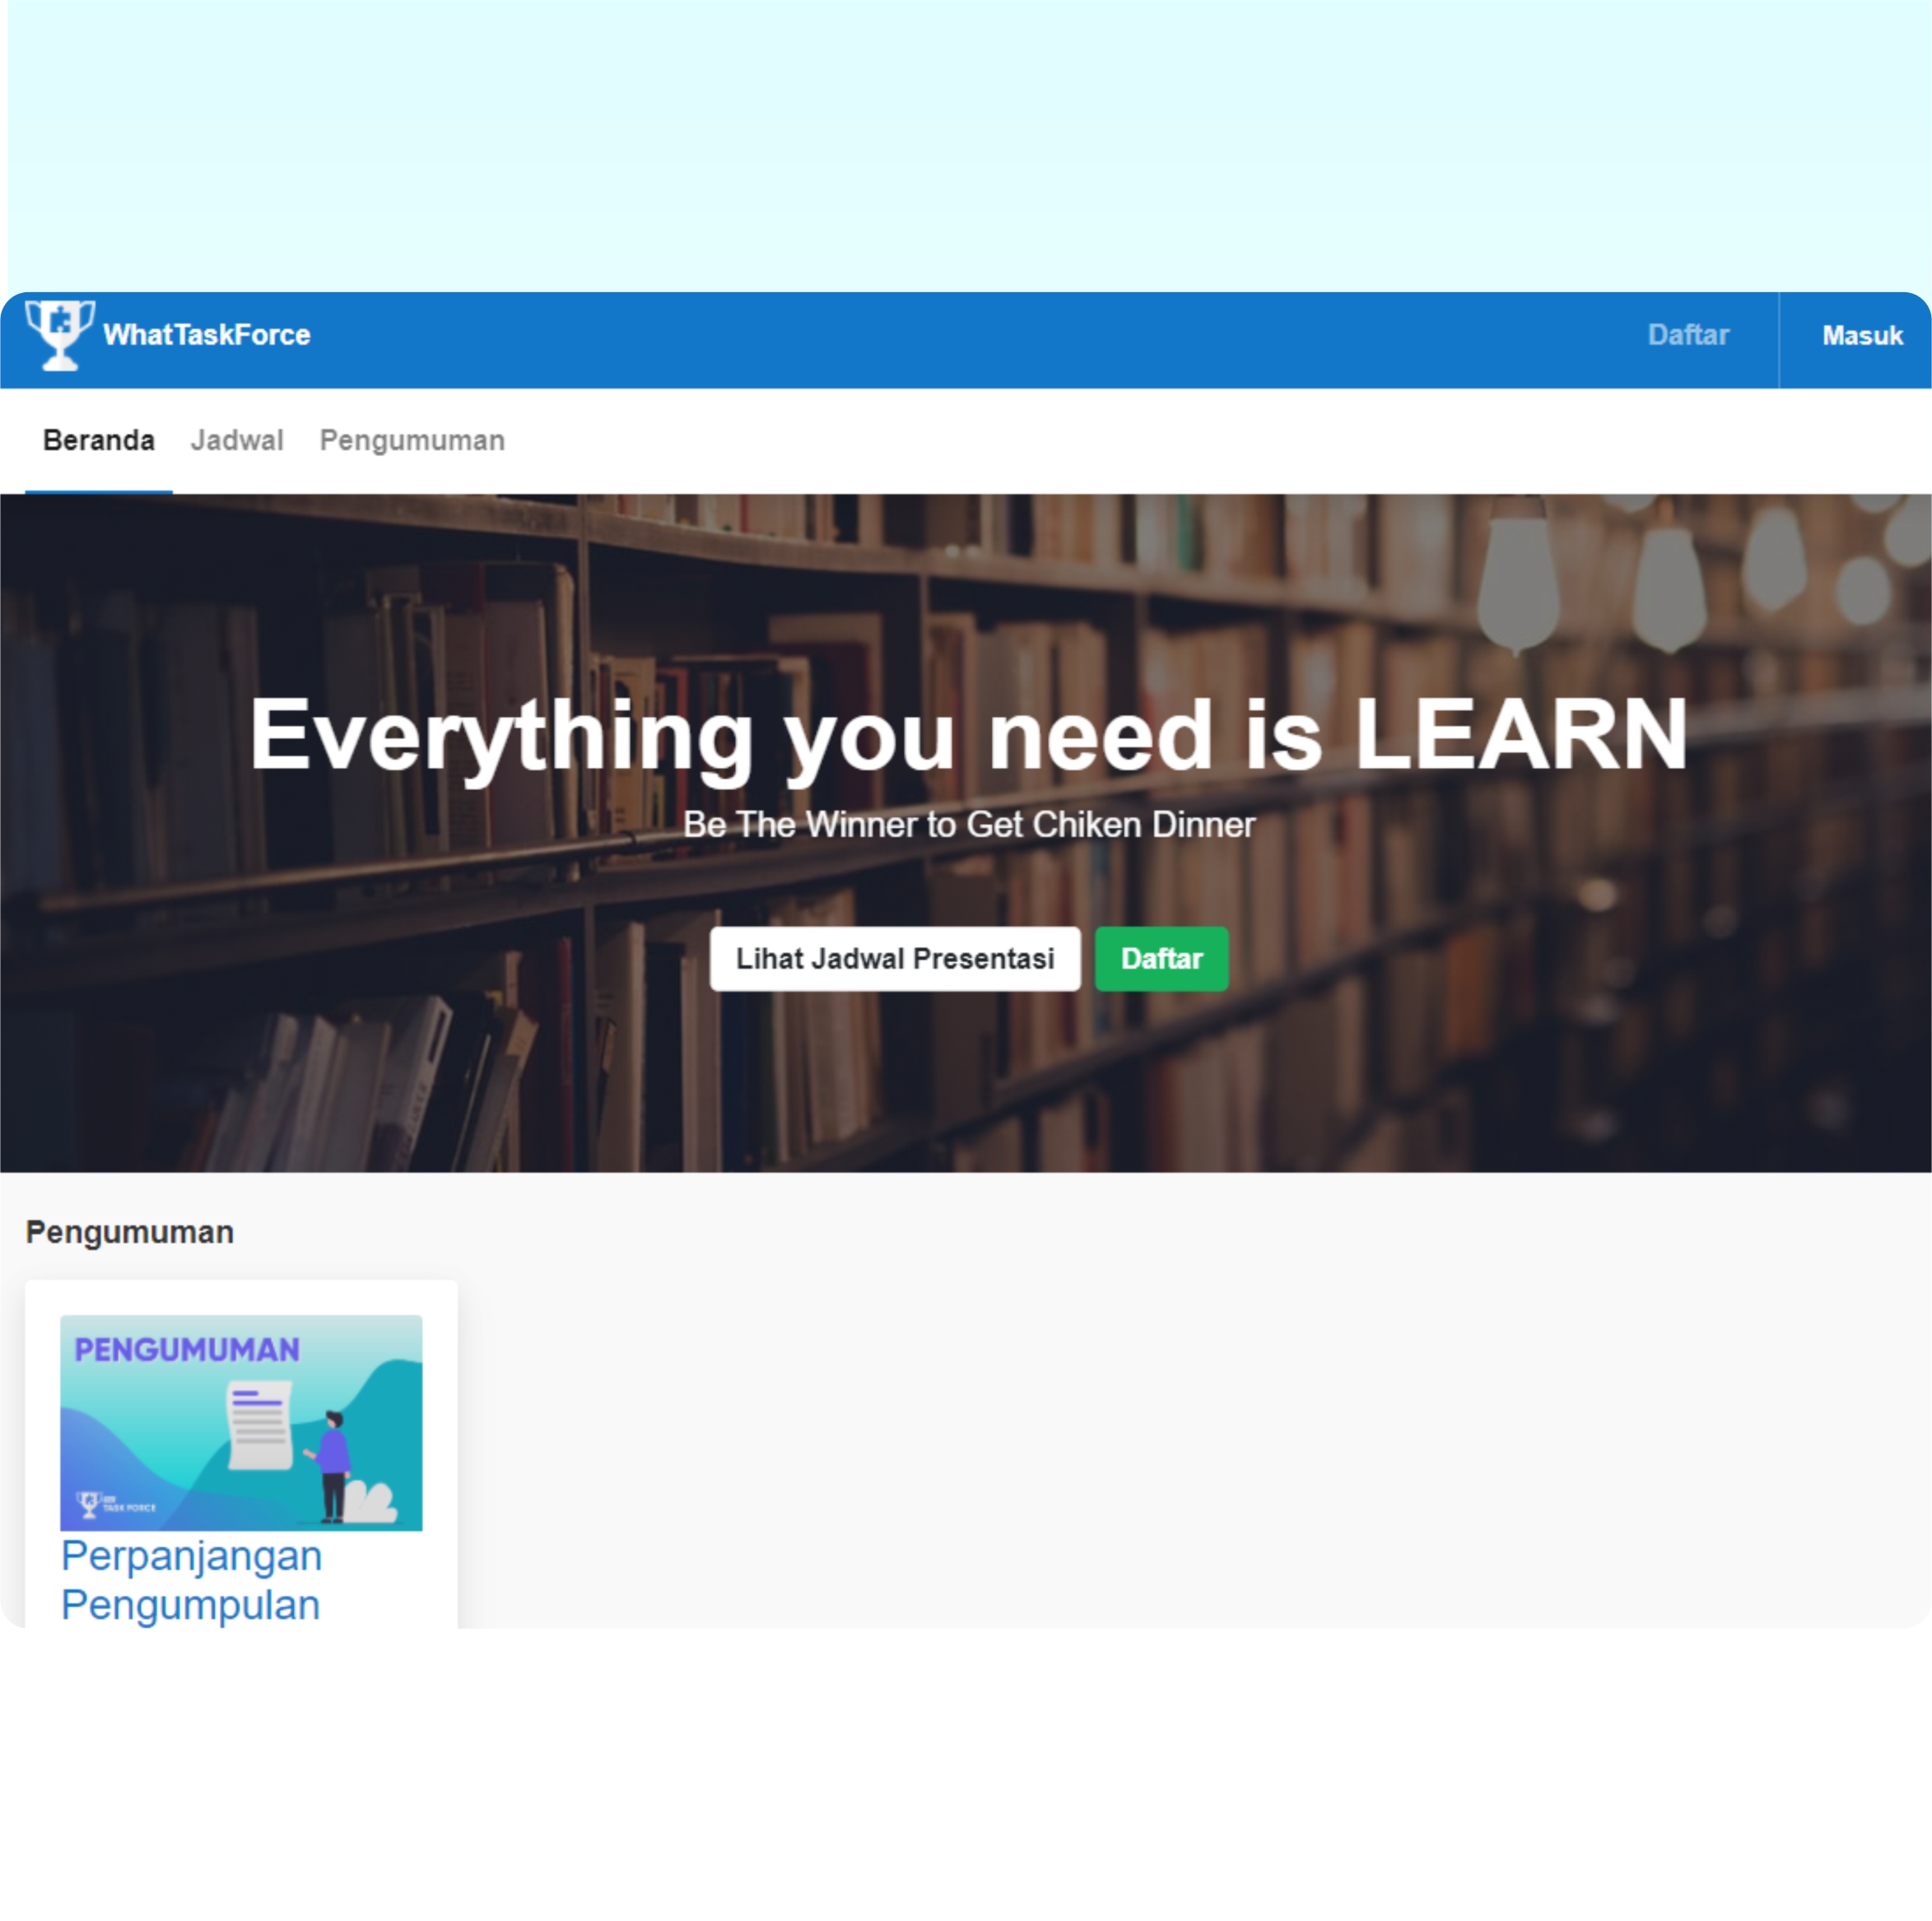 WhatTaskForce
Daftar
Masuk
Beranda
Jadwal
Pengumuman
Everything you need is LEARN
Be The Winner to Get Chiken Dinner
Lihat Jadwal Presentasi
Daftar
Pengumuman
PENGUMUMAN
TASK FORCE
Perpanjangan
Pengumpulan